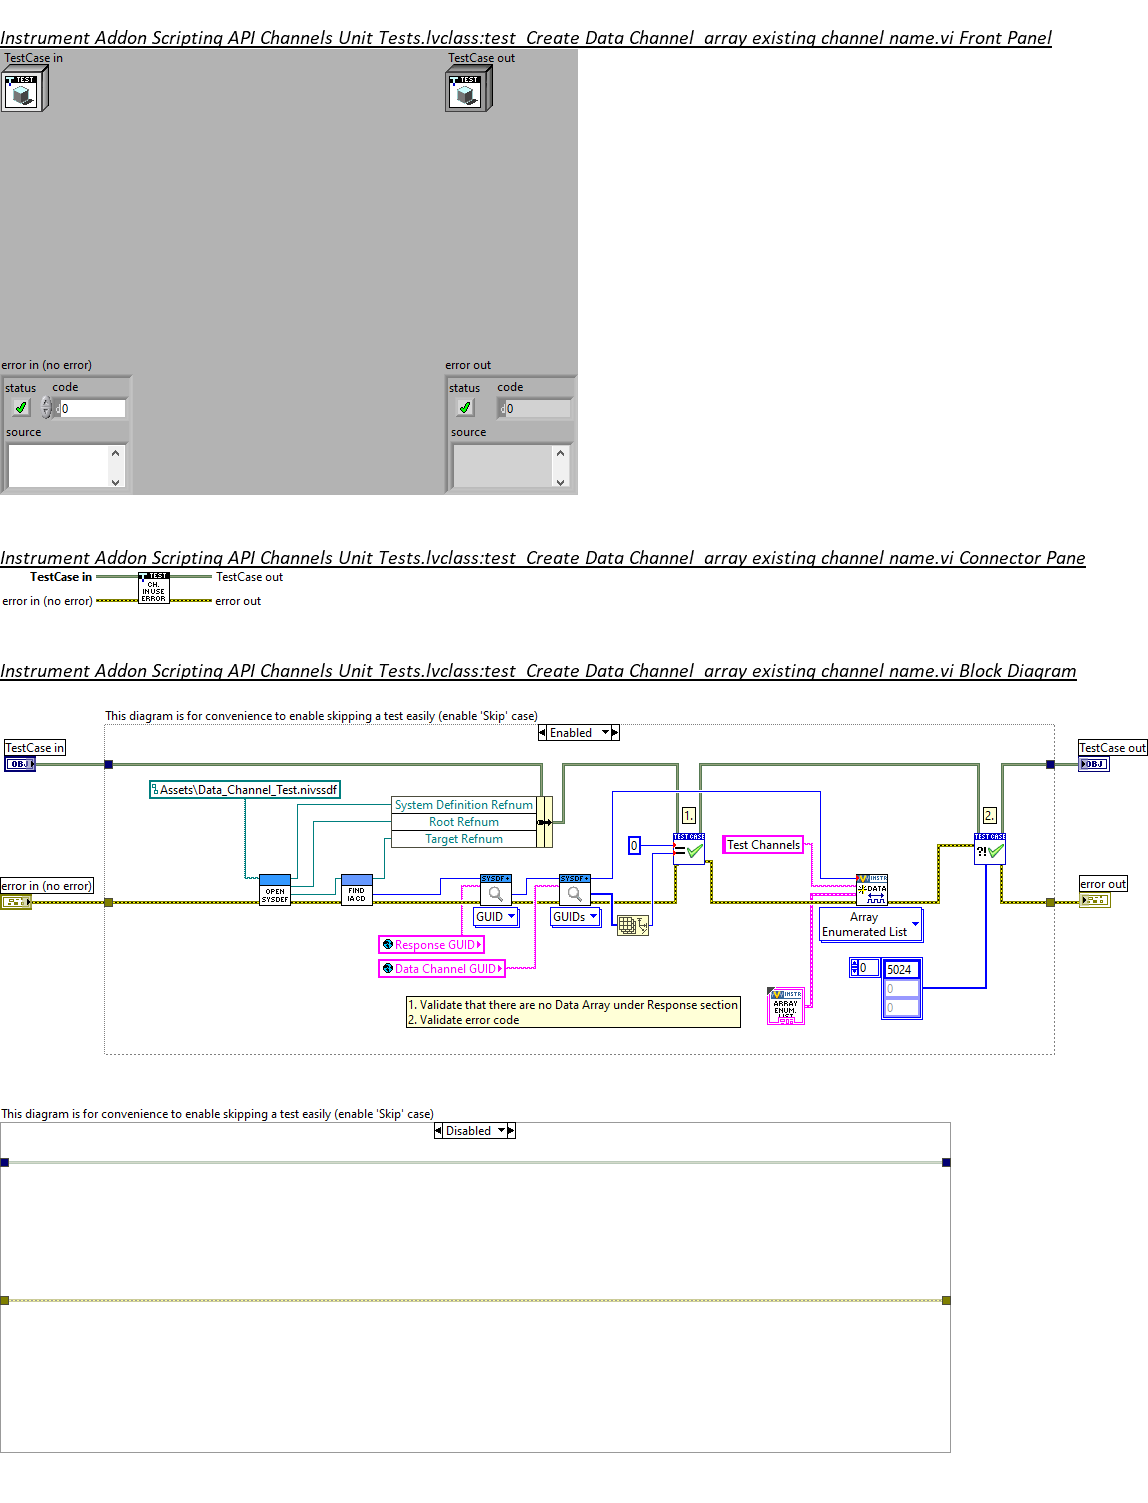 Instrument Addon Scripting API Channels Unit Tests.lvclass:test_Create Data Channel_array existing channel name.vi Front Panel
TestCase in
TestCase out
TEST
TEST
error in (no error)
error out
status code
status code
0
0
source
source
Instrument Addon Scripting API Channels Unit Tests.lvclass:test_Create Data Channel_array existing channel name.vi Connector Pane
TestCase in
TEST
CH.
IN USE
ERROR
TestCase out
error in (no error)
error out
Instrument Addon Scripting API Channels Unit Tests.lvclass:test_Create Data Channel_array existing channel name.vi Block Diagram
This diagram is for convenience to enable skipping a test easily (enable 'Skip' case)
Enabled
TestCase in
OBJ
TestCase out
OBJ
Assets\Data_Channel_Test.nivssdf
System Definition Refnum
Root Refnum
Target Refnum
1.
2.
0
TEST CASE
=
Test Channels
TEST CASE
?!
error in (no error)
OPEN
SYSDEF
FIND
IACD
SYSDF
GUID
SYSDF
GUIDs
INSTR
DATA
Array
Enumerated List
error out
Response GUID
Data Channel GUID
0
5024
0
0
INSTR
ARRAY
ENUM.
LIST
1. Validate that there are no Data Array under Response section
2. Validate error code
This diagram is for convenience to enable skipping a test easily (enable 'Skip' case)
Disabled